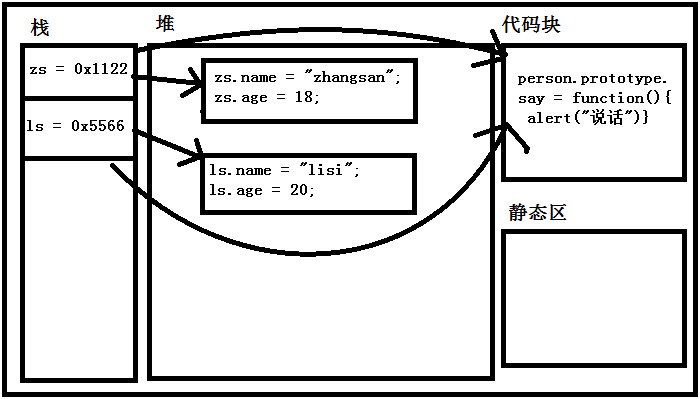 栈
堆
代码块
zs = 0x1122
ls = 0x5566
zs.name = "zhangsan";
zs.age = 18;
ls.name = "lisi";
ls.age = 20;
person.prototype.
say = function(){
alert("说话")}
静态区